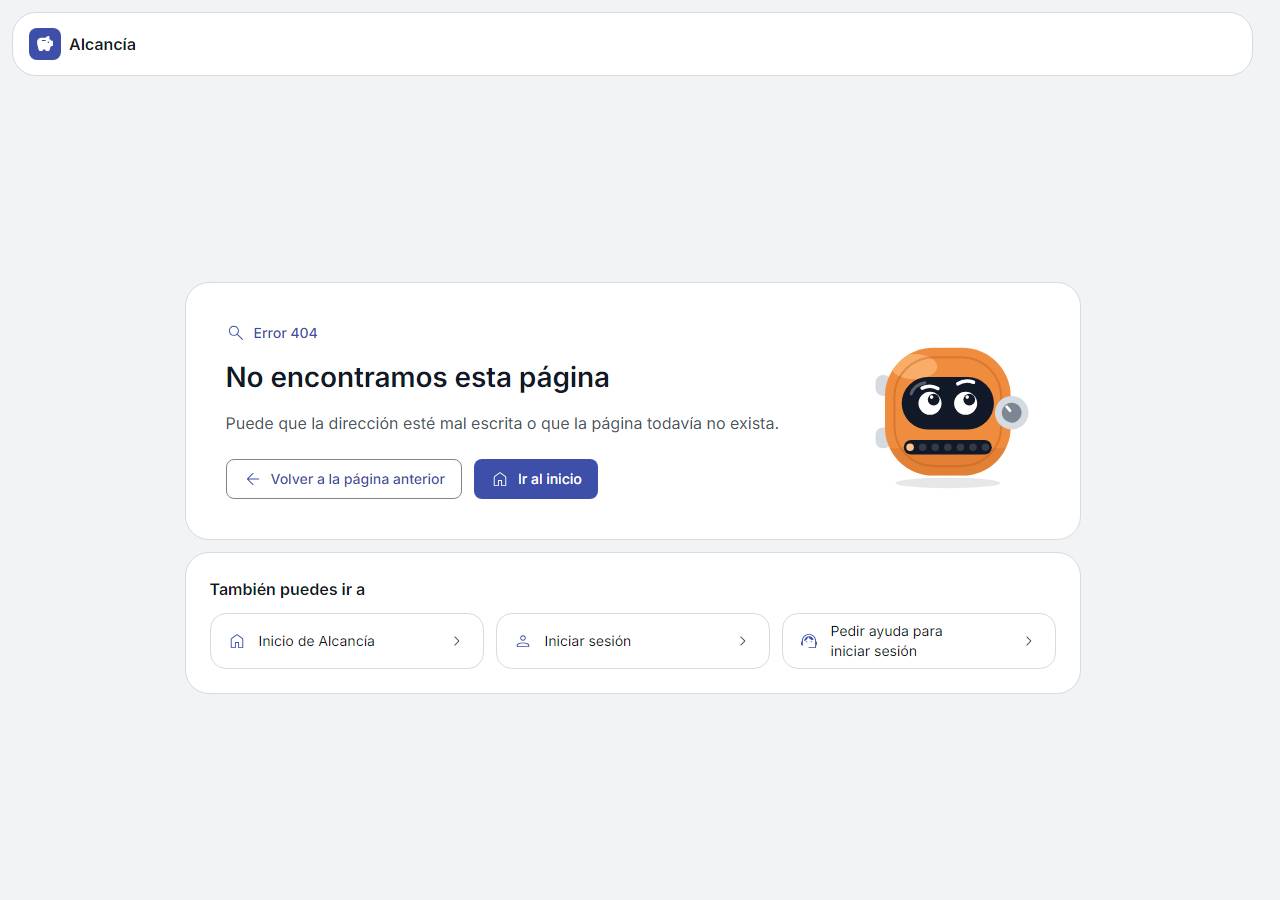 Alcancía
Error 404
No encontramos esta página
Puede que la dirección esté mal escrita o que la página todavía no exista.
Volver a la página anterior
Ir al inicio
También puedes ir a
Inicio de Alcancía
Iniciar sesión
Pedir ayuda para
iniciar sesión